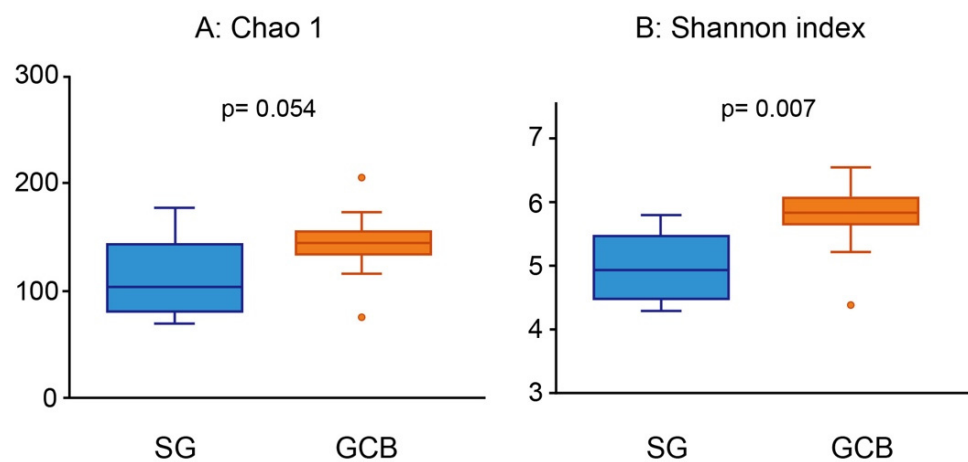 A: Chao 1
300
200
100
0
p= 0.054
SG
GCB
B: Shannon index
7
6
5
4
3
p= 0.007
SG
GCB